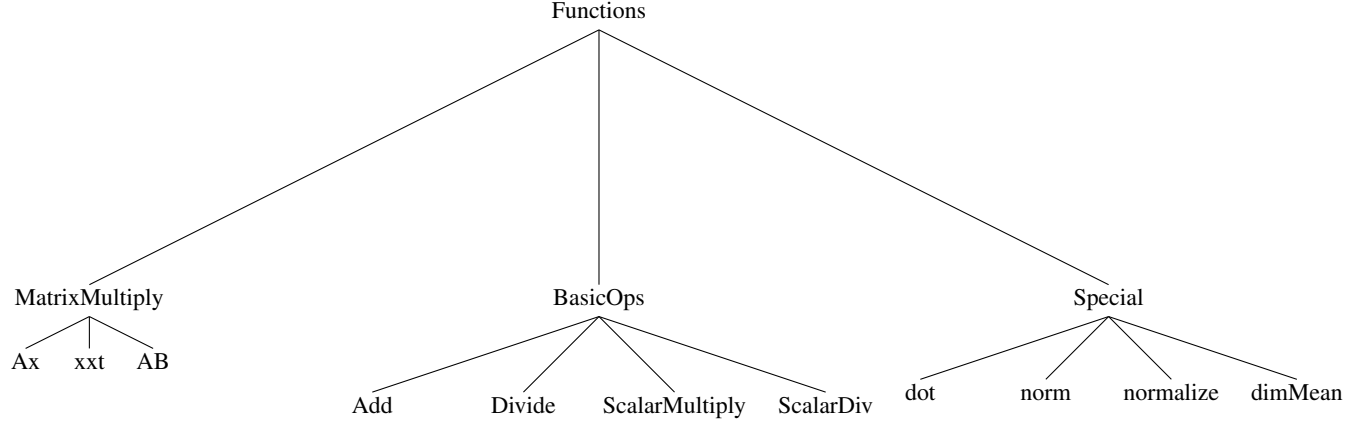 Functions
MatrixMultiply BasicOps Special
Ax xxt AB
dot norm normalize dimMean
Add Divide ScalarMultiply ScalarDiv